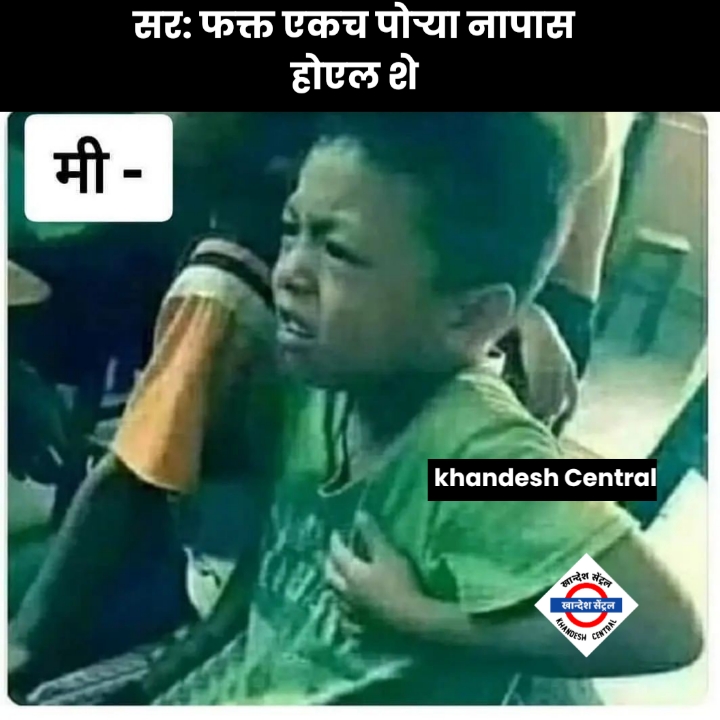 सर: फक्त एकच पोऱ्या नापास
होएल शे
मी -
khandesh Central
खान्देश सेंट्रल
खान्देश सेंट्रल
KHANDESH CENTRAL